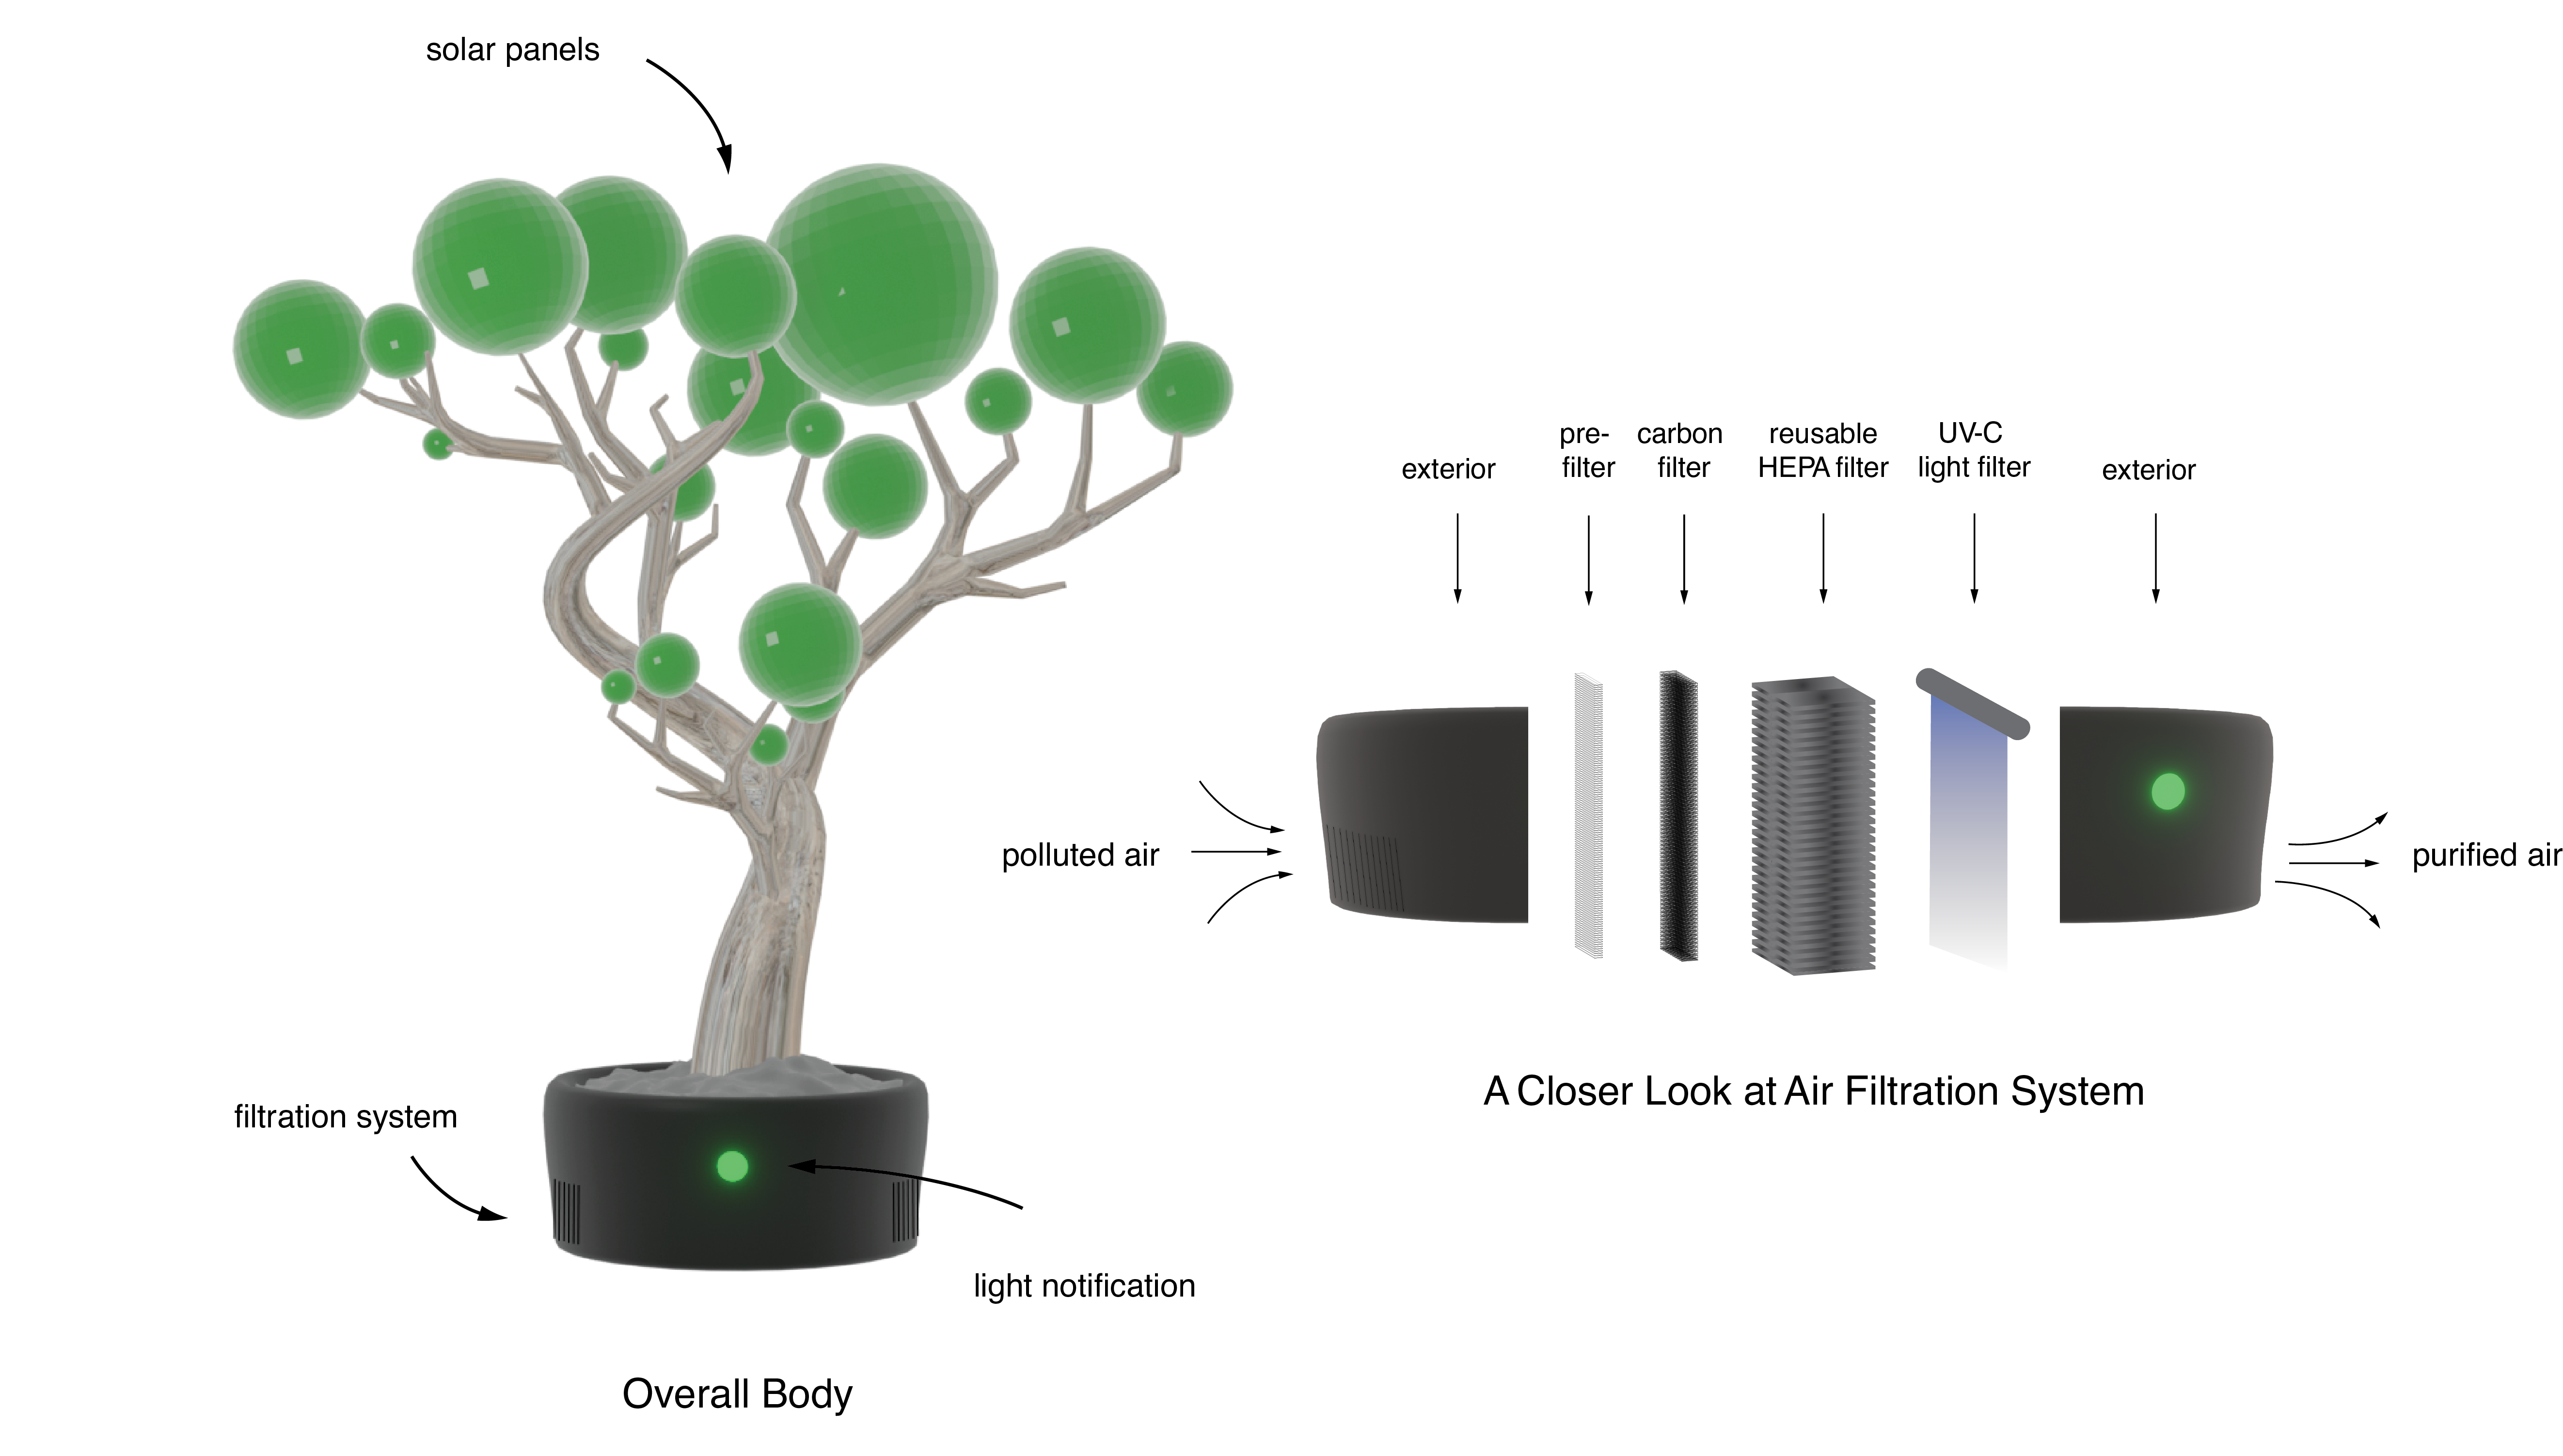 solar panels
filtration system
light notification
Overall Body
exterior
pre-
filter
carbon
filter
reusable
HEPA filter
UV-C
light filter
exterior
polluted air
purified air
A Closer Look at Air Filtration System